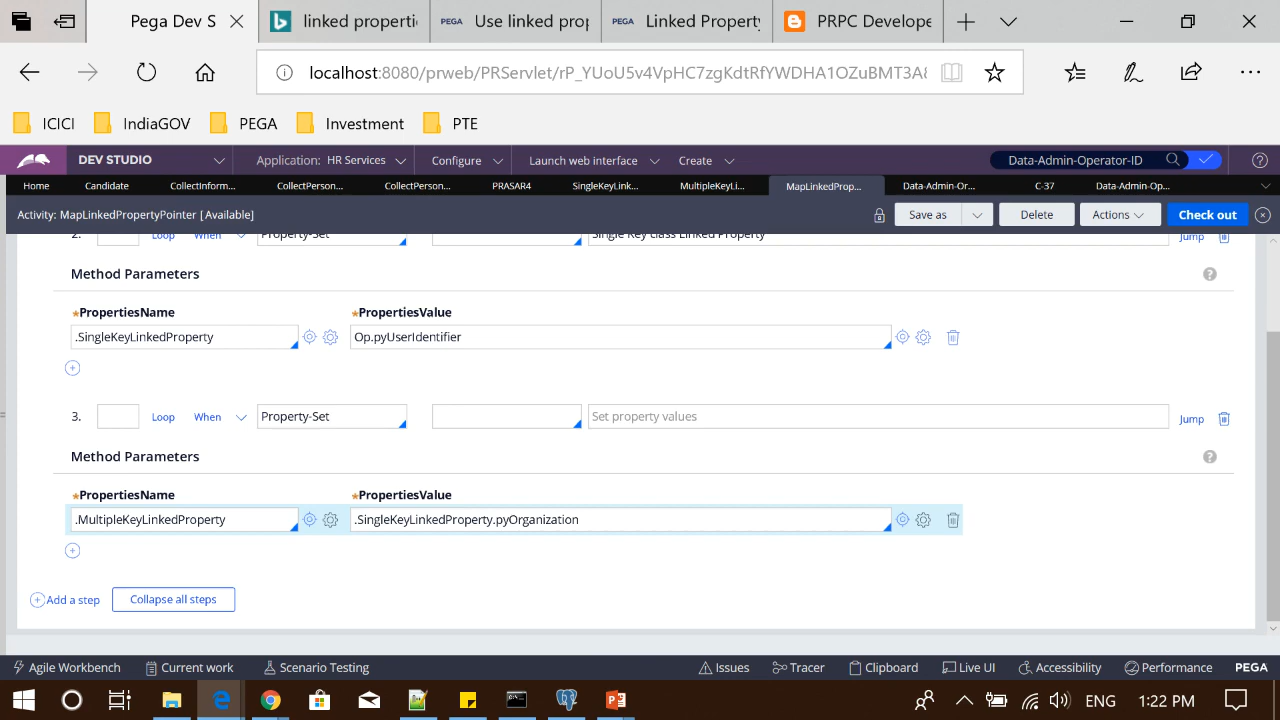 Pega Dev S
linked properti
PEGA Use linked prop
PEGA Linked Property
PRPC Develope
localhost:8080/prweb/PRServlet/rP_YUoU5v4VpHC7zgKdtRfYWDHA1OZuBMT3A8
ICICI IndiaGOV PEGA Investment PTE
DEV STUDIO Application: HR Services Configure Launch web interface Create Data-Admin-Operator-ID
Home Candidate CollectInform... CollectPerson... CollectPerson... PRASAR4 SingleKeyLink... MultipleKeyLi... MapLinkedProp... Data-Admin-Or... C-37 Data-Admin-Op...
Activity: MapLinkedPropertyPointer [Available] Save as Delete Actions Check out
2. Loop When Property-Set Single Key class Linked Property Jump
Method Parameters ?
*PropertiesName *PropertiesValue
.SingleKeyLinkedProperty Op.pyUserIdentifier
3. Loop When Property-Set Set property values Jump
Method Parameters ?
*PropertiesName *PropertiesValue
.MultipleKeyLinkedProperty .SingleKeyLinkedProperty.pyOrganization
Add a step Collapse all steps
Agile Workbench Current work Scenario Testing Issues Tracer Clipboard Live UI Accessibility Performance PEGA
ENG 1:22 PM